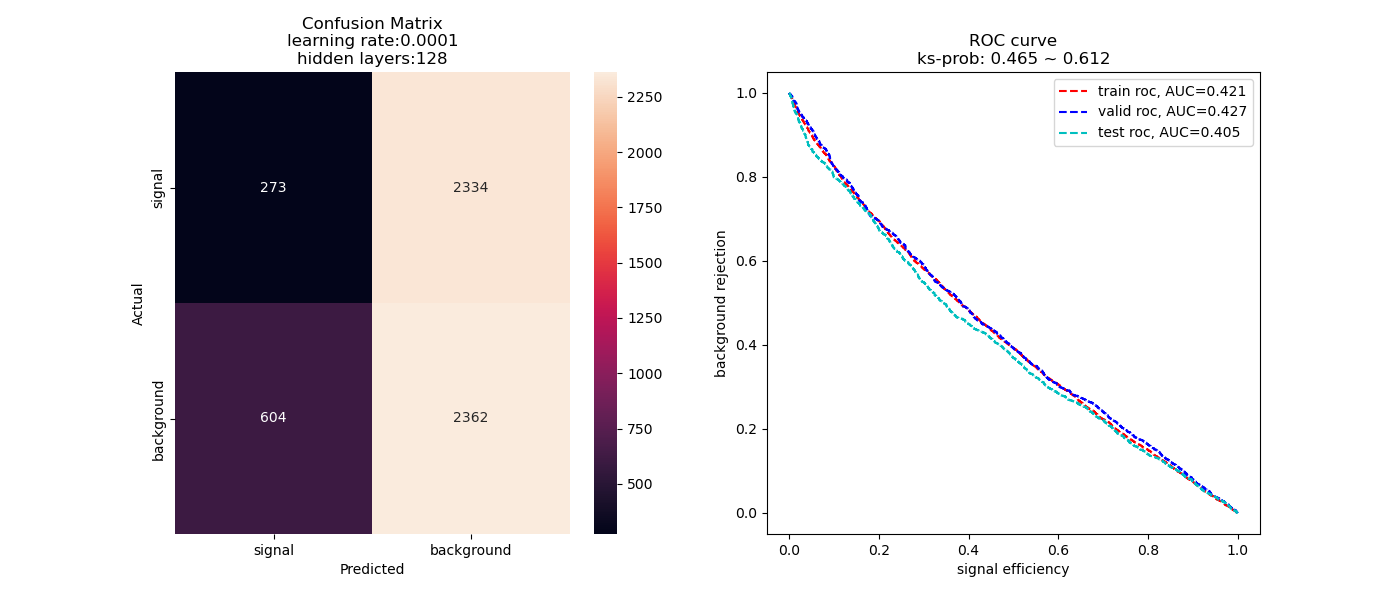 Confusion Matrix
learning rate:0.0001
hidden layers:128
signal
background
Actual
273
2334
604
2362
signal
background
Predicted
2250
2000
1750
1500
1250
1000
750
500
ROC curve
ks-prob: 0.465 ~ 0.612
train roc, AUC=0.421
valid roc, AUC=0.427
test roc, AUC=0.405
background rejection
1.0
0.8
0.6
0.4
0.2
0.0
0.0
0.2
0.4
0.6
0.8
1.0
signal efficiency